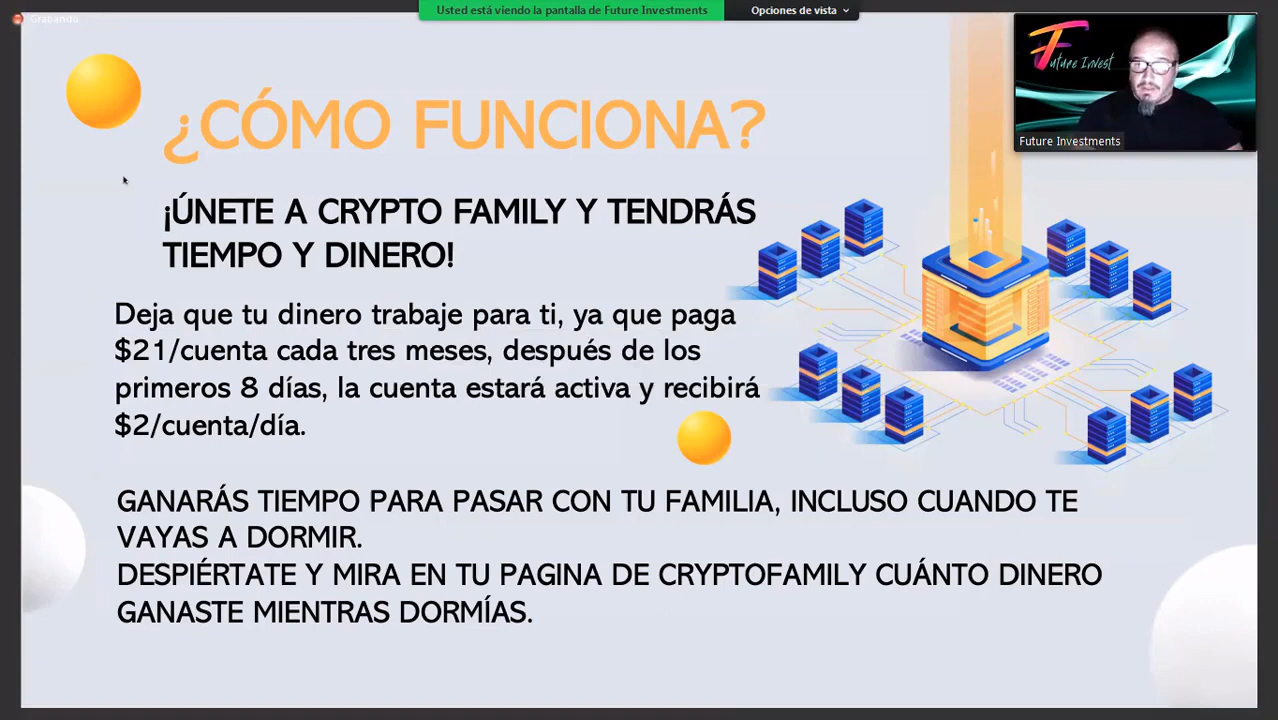 Grabando
Usted está viendo la pantalla de Future Investments
Opciones de vista
Future Invest
Future Investments
¿CÓMO FUNCIONA?
¡ÚNETE A CRYPTO FAMILY Y TENDRÁS
TIEMPO Y DINERO!
Deja que tu dinero trabaje para ti, ya que paga
$21/cuenta cada tres meses, después de los
primeros 8 días, la cuenta estará activa y recibirá
$2/cuenta/día.
GANARÁS TIEMPO PARA PASAR CON TU FAMILIA, INCLUSO CUANDO TE
VAYAS A DORMIR.
DESPIÉRTATE Y MIRA EN TU PAGINA DE CRYPTOFAMILY CUÁNTO DINERO
GANASTE MIENTRAS DORMÍAS.